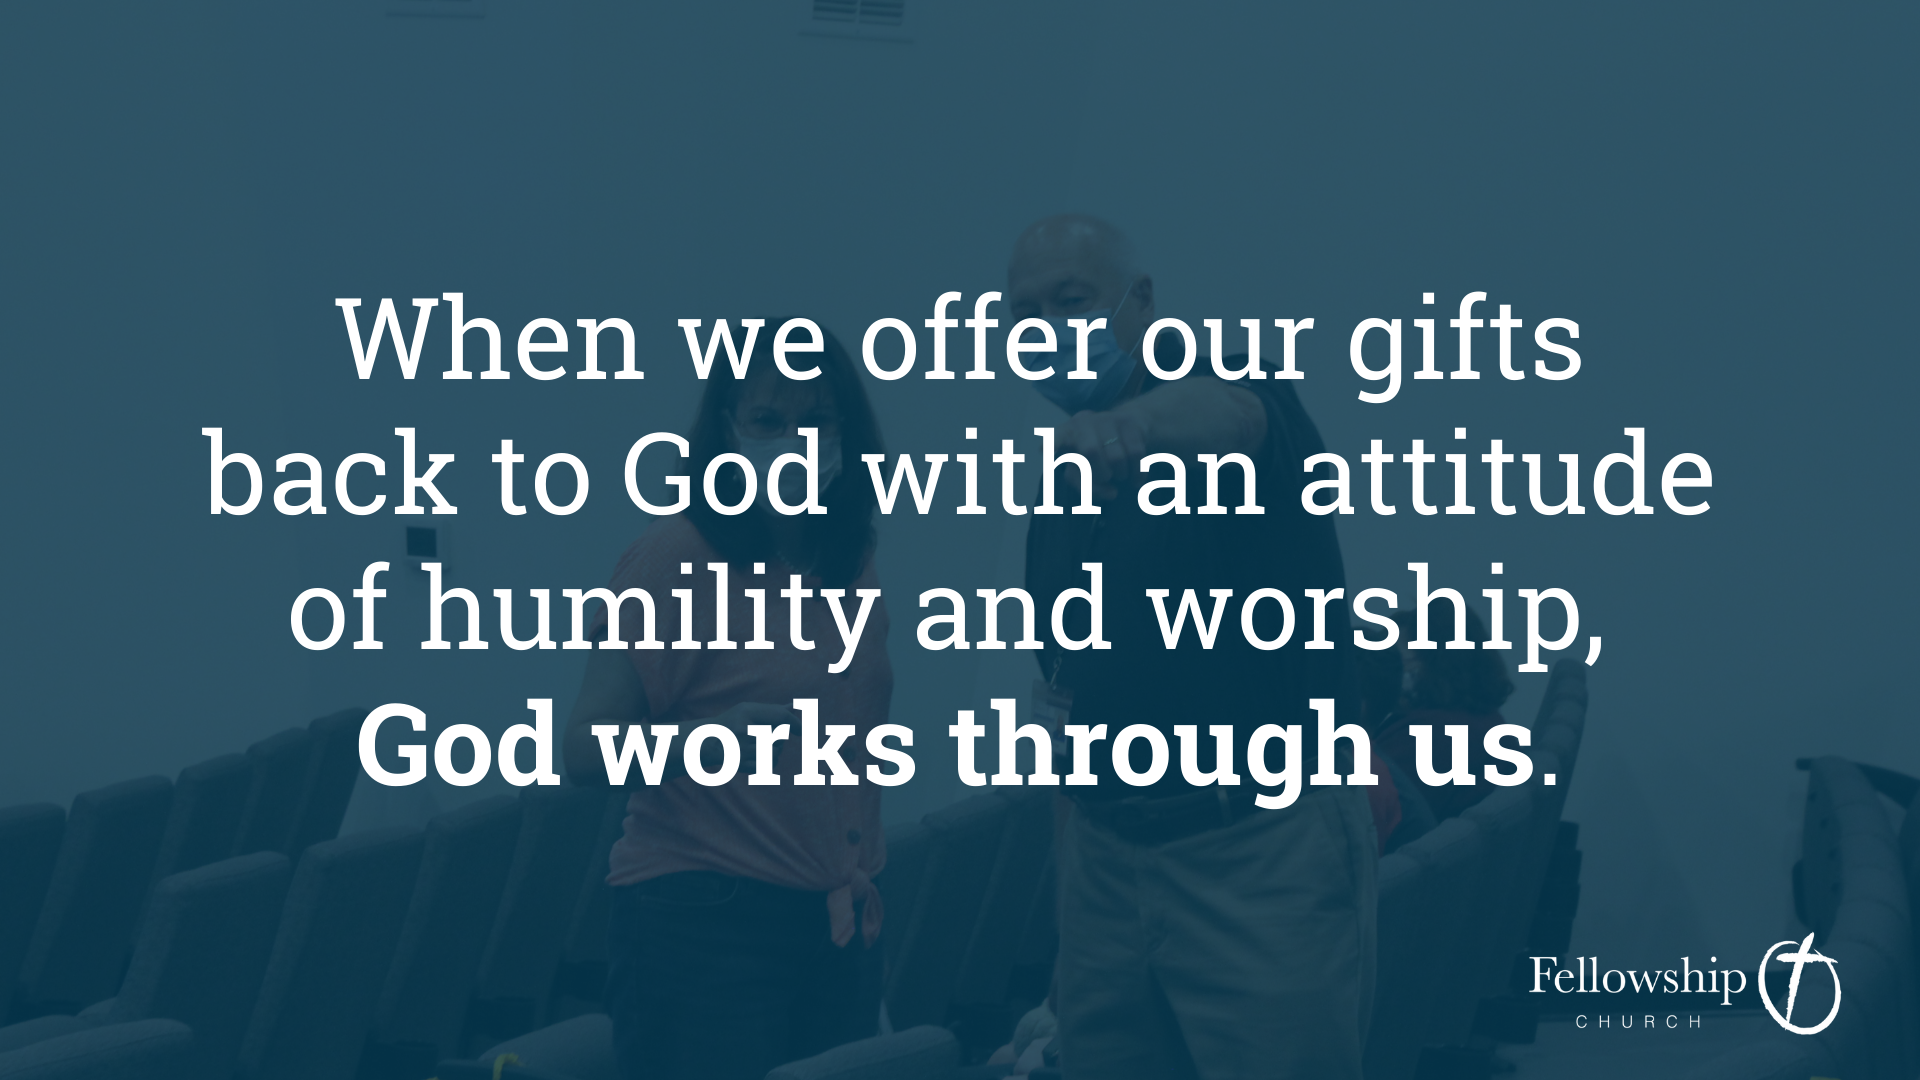 When we offer our gifts
back to God with an attitude
of humility and worship,
God works through us.
Fellowship
CHURCH